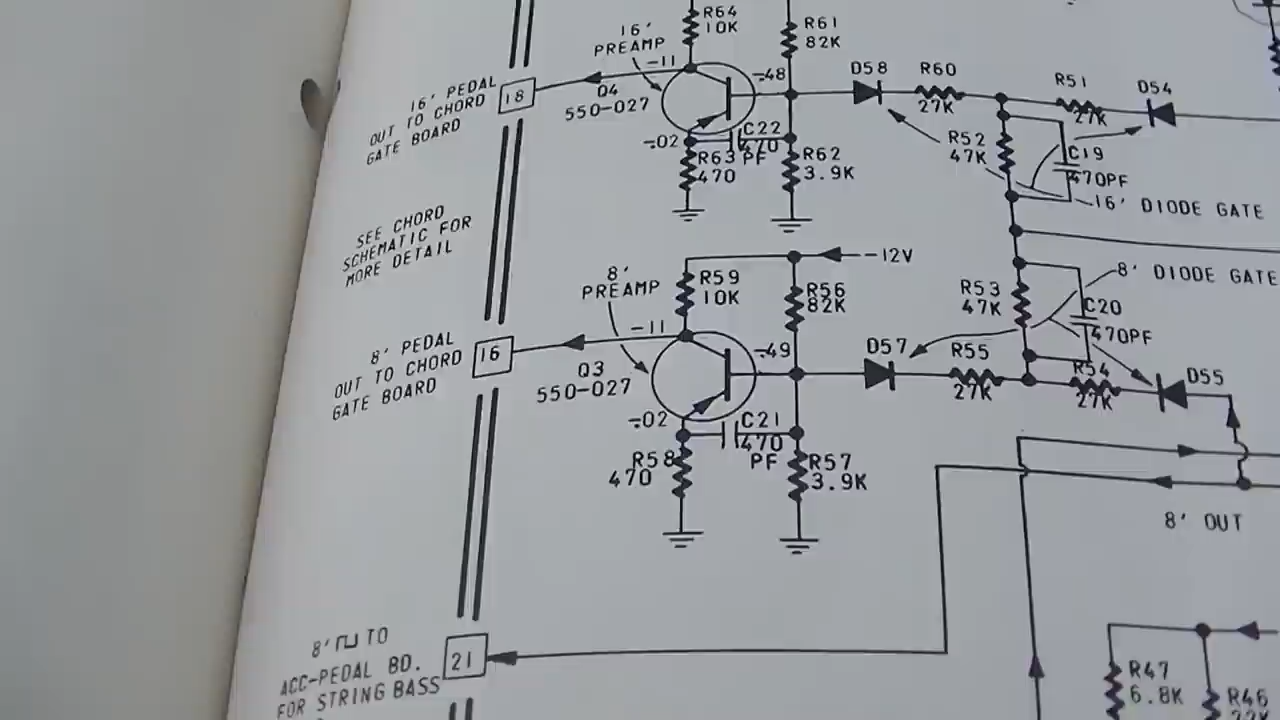 R64
10K
R61
82K
16'
PREAMP
-11
-.48
D58
R60
27K
R51
27K
D54
16' PEDAL
OUT TO CHORD
GATE BOARD
18
Q4
550-027
-.02
C22
470
PF
R63
470
R62
3.9K
R52
47K
C19
470PF
16' DIODE GATE
SEE CHORD
SCHEMATIC FOR
MORE DETAIL
-12V
8'
PREAMP
R59
10K
R56
82K
R53
47K
8' DIODE GATE
C20
470PF
-11
-.49
D57
R55
27K
R54
27K
D55
8' PEDAL
OUT TO CHORD
GATE BOARD
16
Q3
550-027
-.02
C21
470
PF
R58
470
R57
3.9K
8' OUT
8' TO
ACC-PEDAL BD.
FOR STRING BASS
21
R47
6.8K
R46